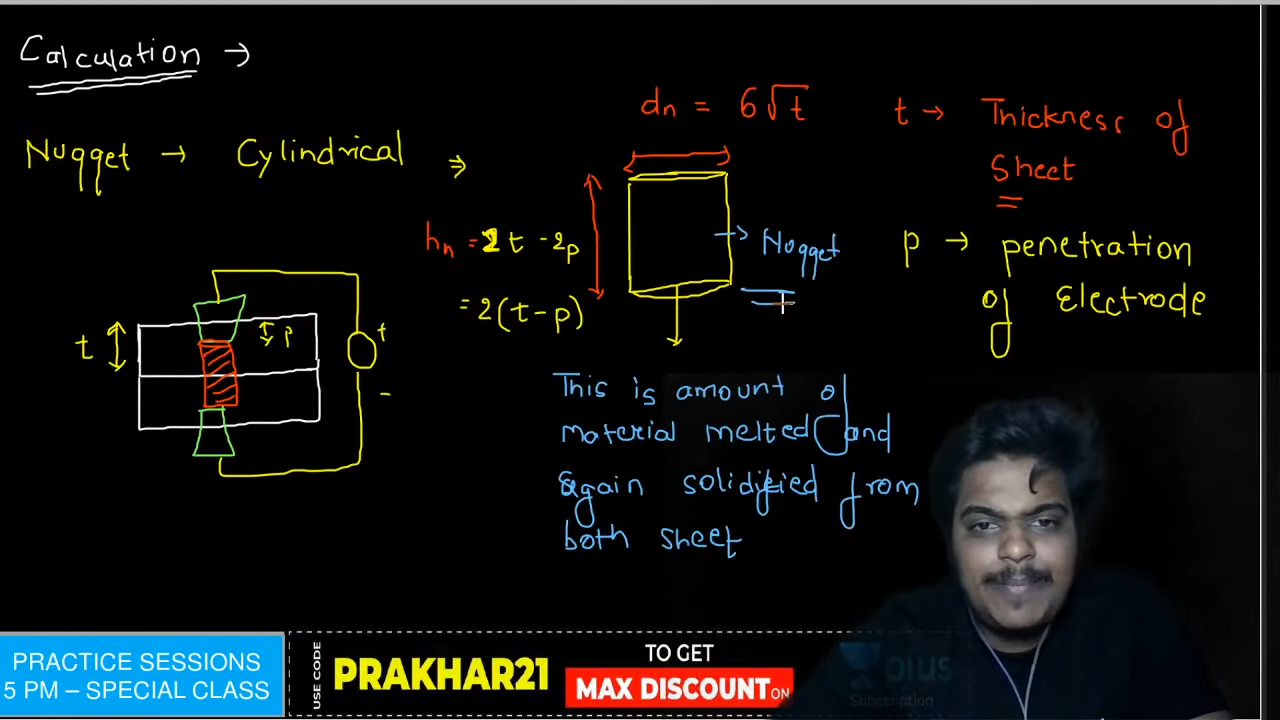 Calculation →
dn = 6√t
t → Thickness of
Sheet
Nugget → Cylindrical ⇒
hn = 2t - 2p
= 2(t - p)
→ Nugget
p → penetration
of Electrode
t
p
+
-
This is amount of
material melted and
again solidified from
both sheet
PRACTICE SESSIONS
5 PM – SPECIAL CLASS
USE CODE
PRAKHAR21
TO GET
MAX DISCOUNT ON
plus
Subscription